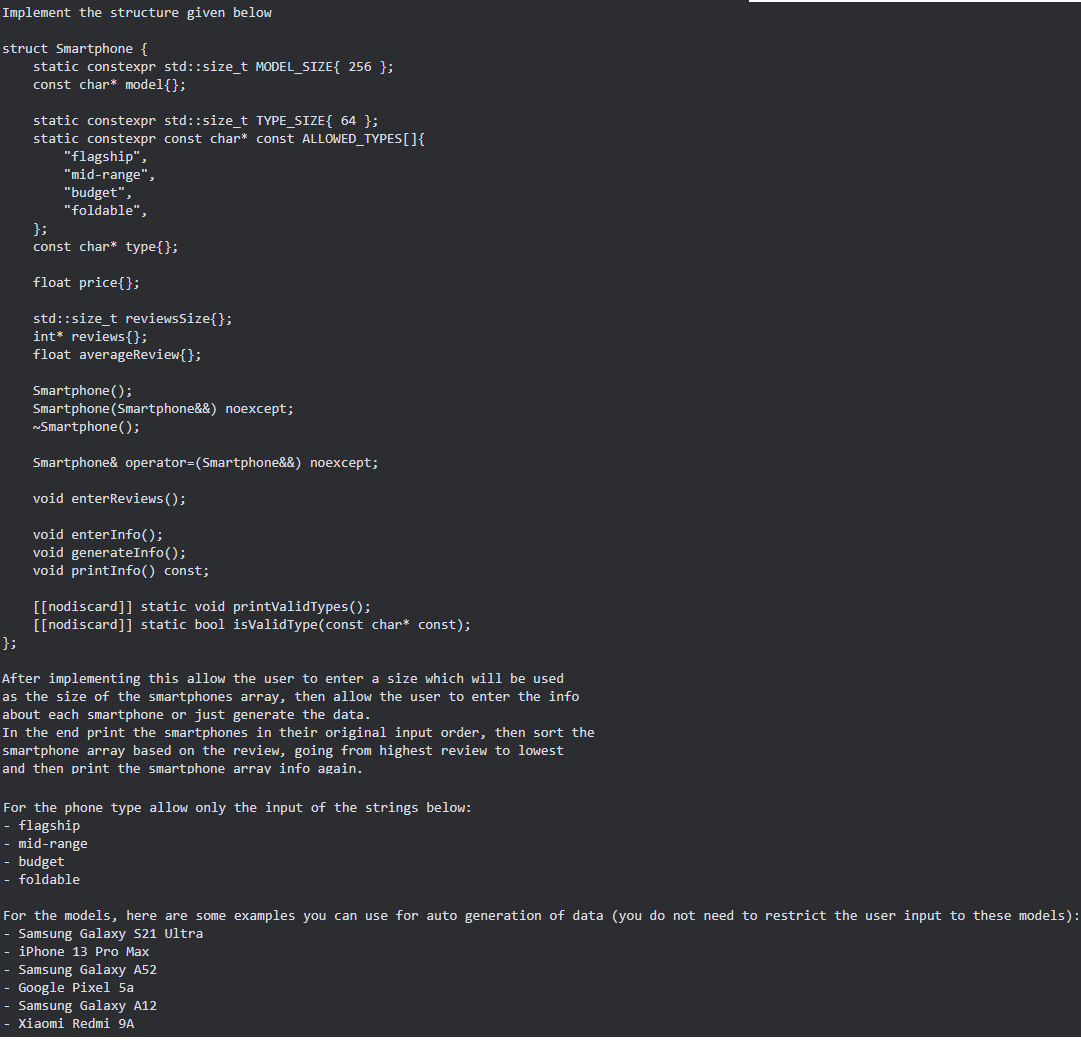 Implement the structure given below
struct Smartphone {
static constexpr std::size_t MODEL_SIZE{ 256 };
const char* model{};
static constexpr std::size_t TYPE_SIZE{ 64 };
static constexpr const char* const ALLOWED_TYPES[]{
"flagship",
"mid-range",
"budget",
"foldable",
};
const char* type{};
float price{};
std::size_t reviewsSize{};
int* reviews{};
float averageReview{};
Smartphone();
Smartphone(Smartphone&&) noexcept;
~Smartphone();
Smartphone& operator=(Smartphone&&) noexcept;
void enterReviews();
void enterInfo();
void generateInfo();
void printInfo() const;
[[nodiscard]] static void printValidTypes();
[[nodiscard]] static bool isValidType(const char* const);
};
After implementing this allow the user to enter a size which will be used
as the size of the smartphones array, then allow the user to enter the info
about each smartphone or just generate the data.
In the end print the smartphones in their original input order, then sort the
smartphone array based on the review, going from highest review to lowest
and then print the smartphone array info again.
For the phone type allow only the input of the strings below:
- flagship
- mid-range
- budget
- foldable
For the models, here are some examples you can use for auto generation of data (you do not need to restrict the user input to these models):
- Samsung Galaxy S21 Ultra
- iPhone 13 Pro Max
- Samsung Galaxy A52
- Google Pixel 5a
- Samsung Galaxy A12
- Xiaomi Redmi 9A